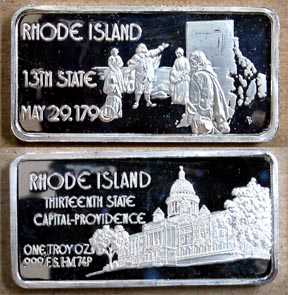 RHODE ISLAND
13TH STATE
MAY 29.1790
RHODE ISLAND
THIRTEENTH STATE
CAPITAL-PROVIDENCE
ONE TROY OZ.
999 F.S. HM 74P